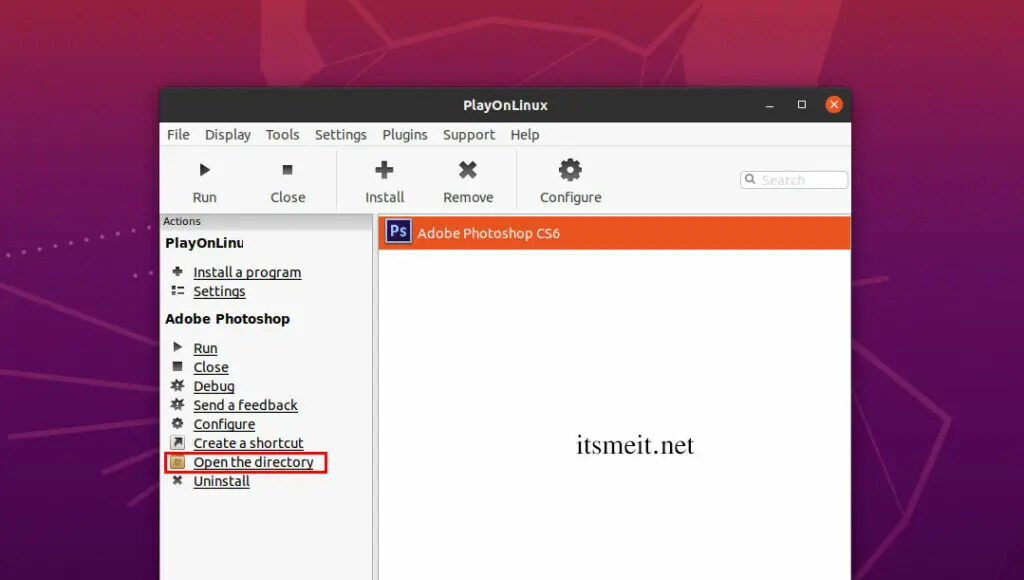 PlayOnLinux
File Display Tools Settings Plugins Support Help
Run Close Install Remove Configure Search
Actions
PlayOnLinu
Install a program
Settings
Adobe Photoshop
Run
Close
Debug
Send a feedback
Configure
Create a shortcut
Open the directory
Uninstall
Ps Adobe Photoshop CS6
itsmeit.net